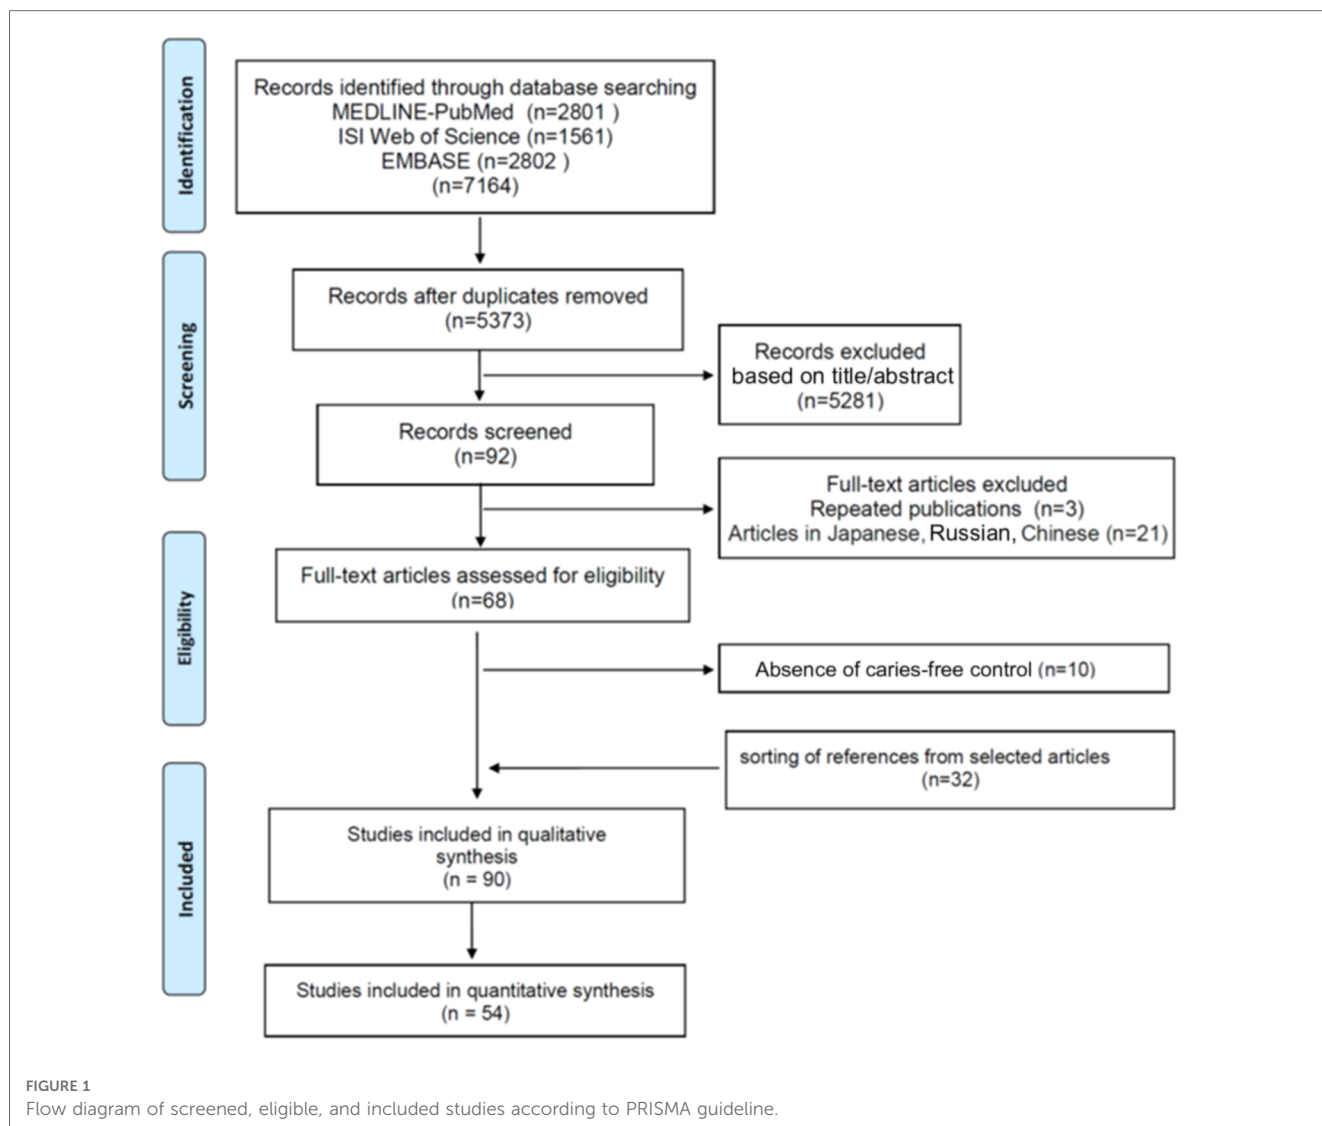 Identification
Records identified through database searching
MEDLINE-PubMed (n=2801 )
ISI Web of Science (n=1561)
EMBASE (n=2802 )
(n=7164)
Screening
Records after duplicates removed
(n=5373)
Records excluded
based on title/abstract
(n=5281)
Records screened
(n=92)
Full-text articles excluded
Repeated publications (n=3)
Articles in Japanese, Russian, Chinese (n=21)
Eligibility
Full-text articles assessed for eligibility
(n=68)
Absence of caries-free control (n=10)
sorting of references from selected articles
(n=32)
Included
Studies included in qualitative
synthesis
(n = 90)
Studies included in quantitative synthesis
(n = 54)
FIGURE 1
Flow diagram of screened, eligible, and included studies according to PRISMA guideline.